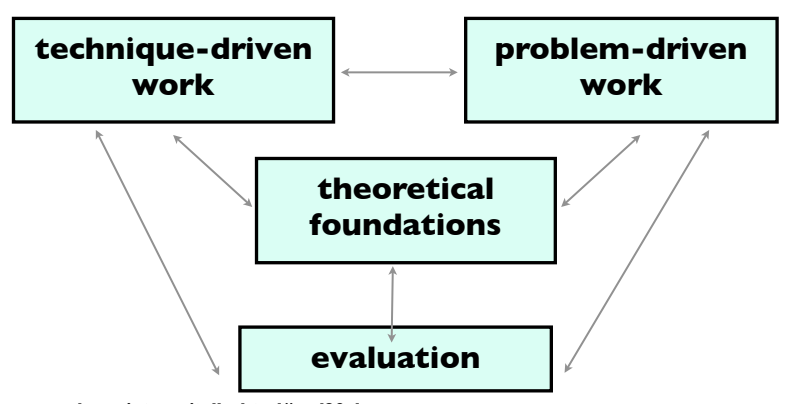 technique-driven
work
problem-driven
work
theoretical
foundations
evaluation